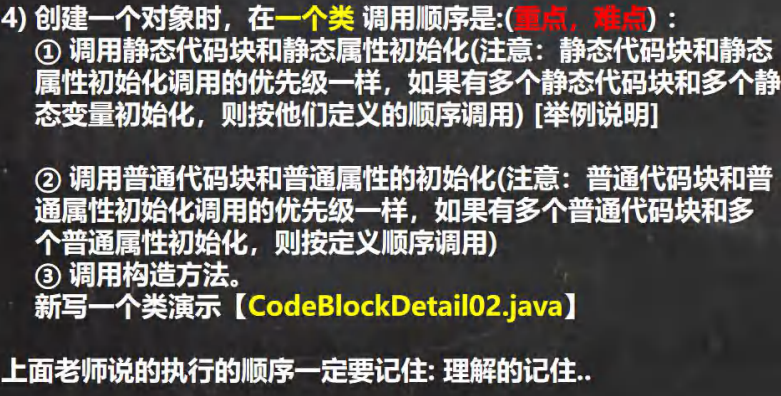 4) 创建一个对象时，在一个类 调用顺序是:(重点，难点)：
① 调用静态代码块和静态属性初始化(注意：静态代码块和静态
属性初始化调用的优先级一样，如果有多个静态代码块和多个静
态变量初始化，则按他们定义的顺序调用) [举例说明]
② 调用普通代码块和普通属性的初始化(注意：普通代码块和普
通属性初始化调用的优先级一样，如果有多个普通代码块和多
个普通属性初始化，则按定义顺序调用)
③ 调用构造方法。
新写一个类演示【CodeBlockDetail02.java】
上面老师说的执行的顺序一定要记住: 理解的记住..